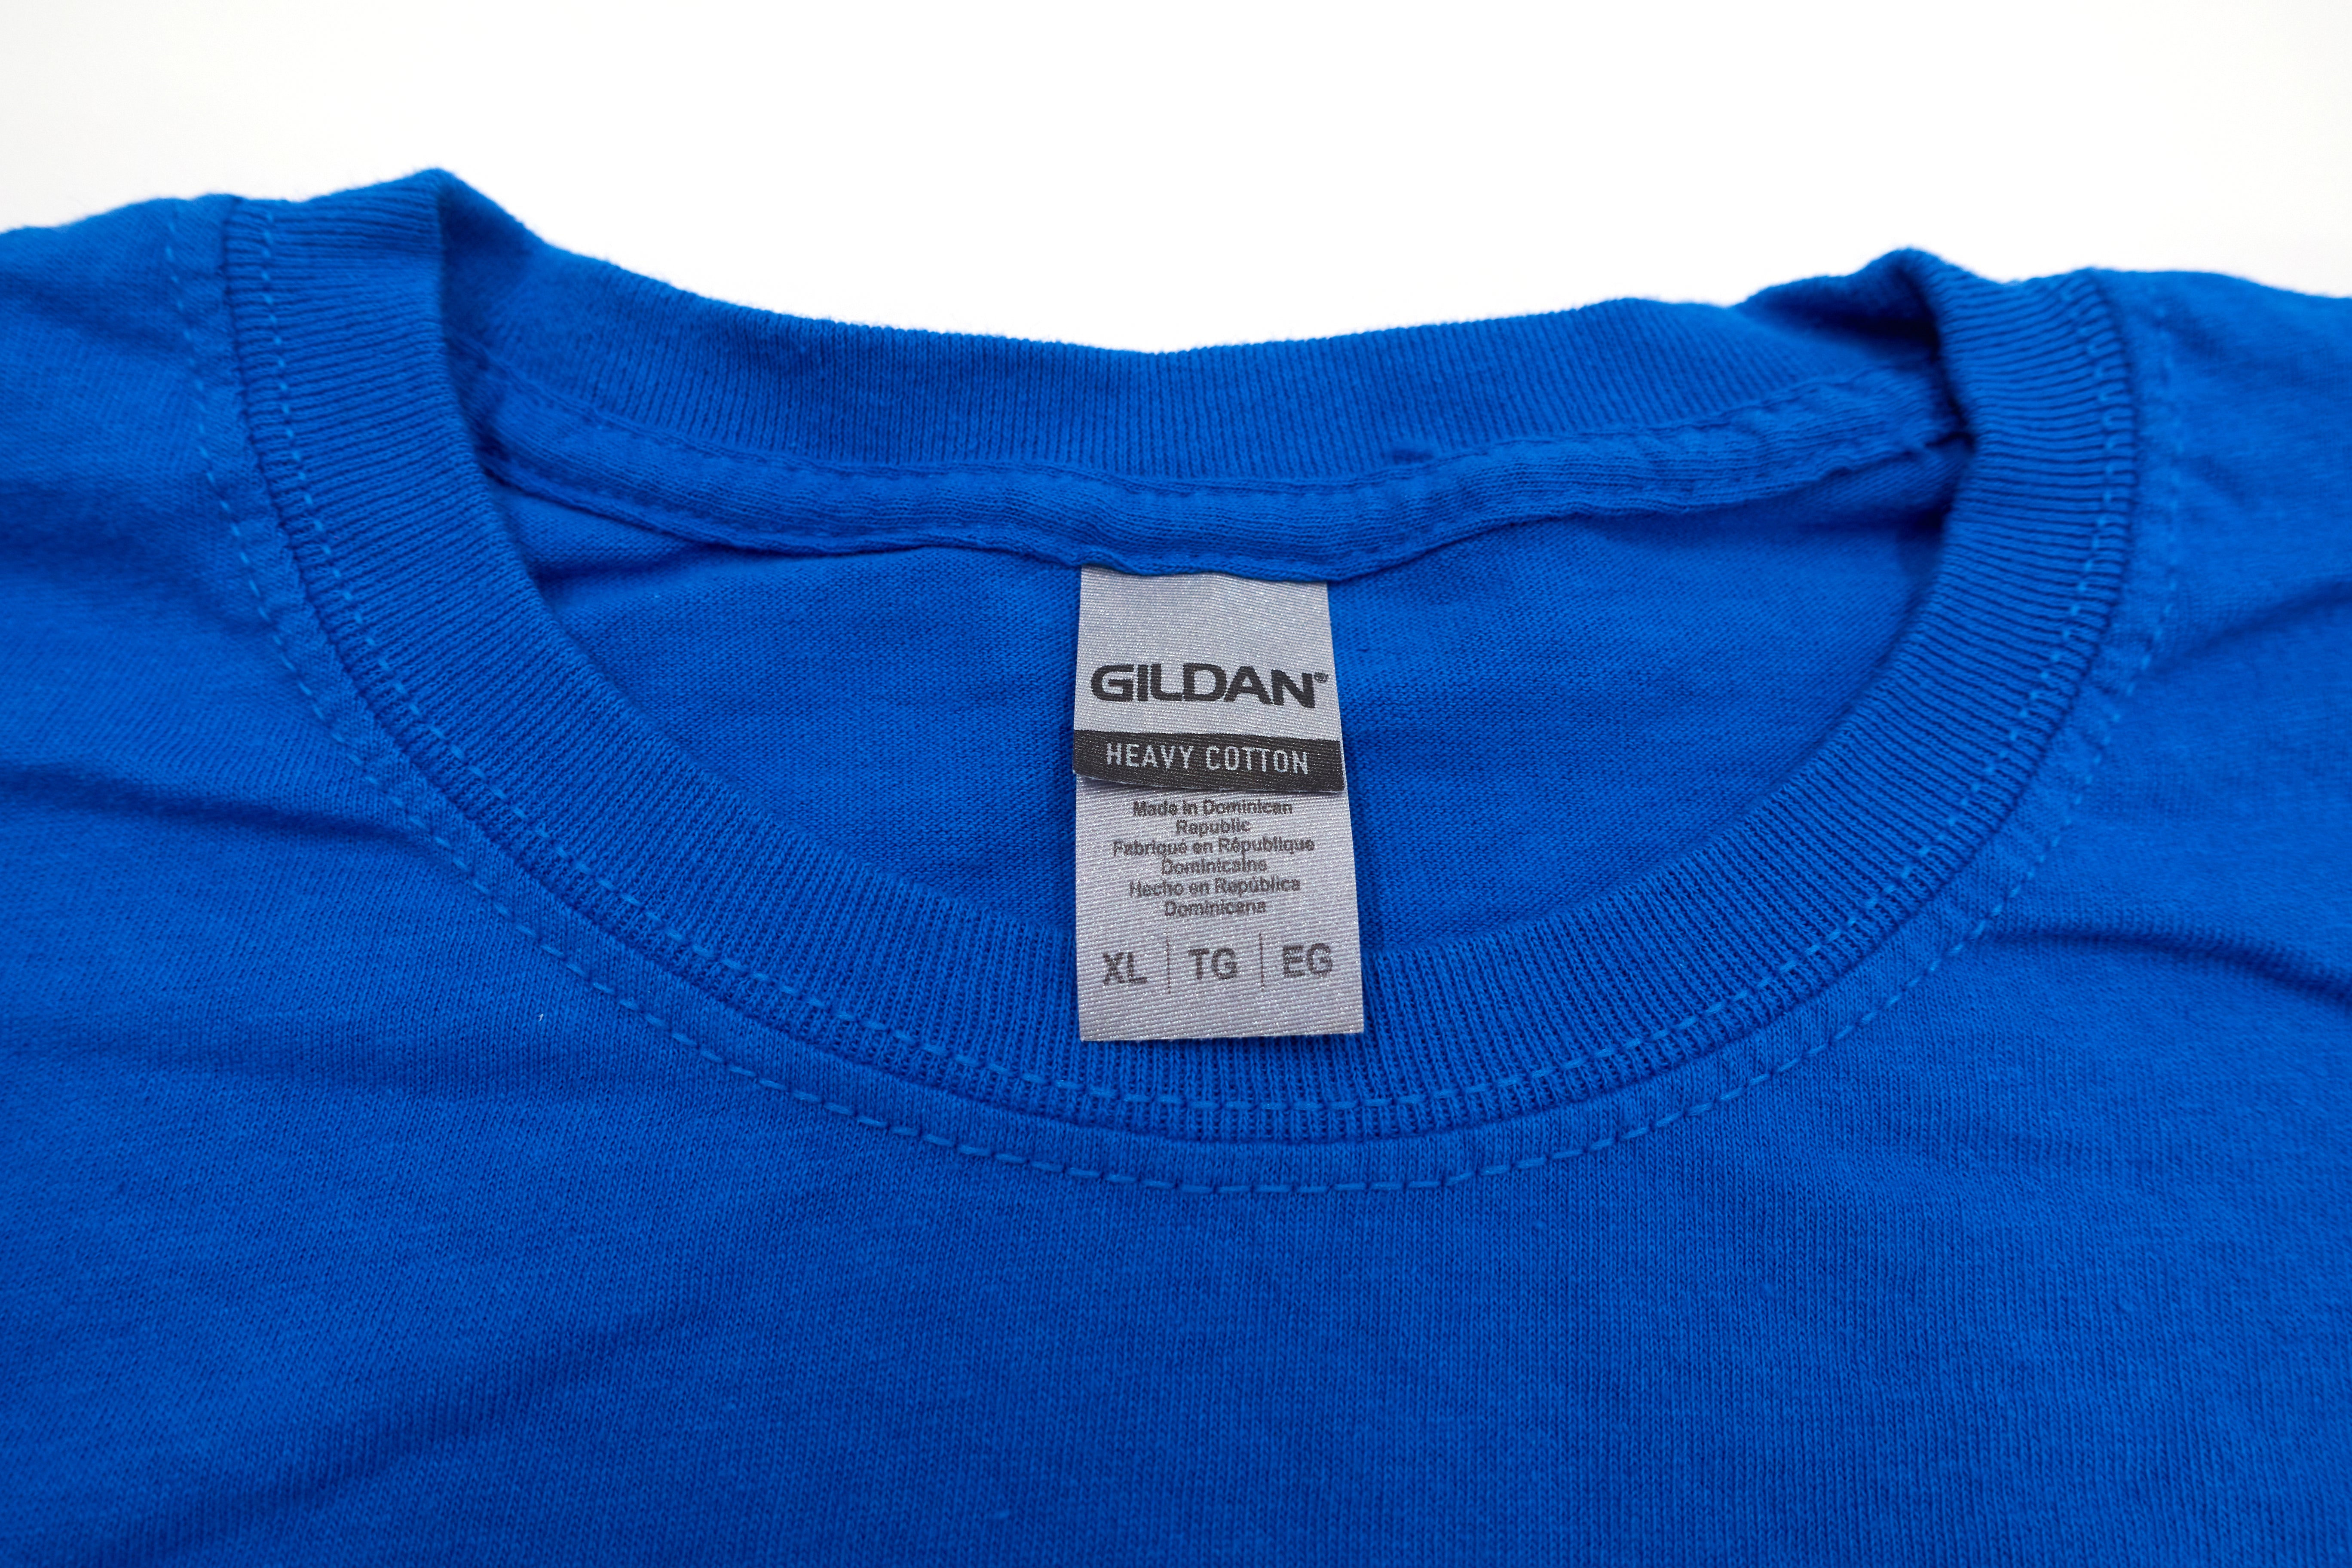 GILDAN®
HEAVY COTTON
Made in Dominican
Republic
Fabriqué en République
Dominicaine
Hecho en República
Dominicana
XL | TG | EG